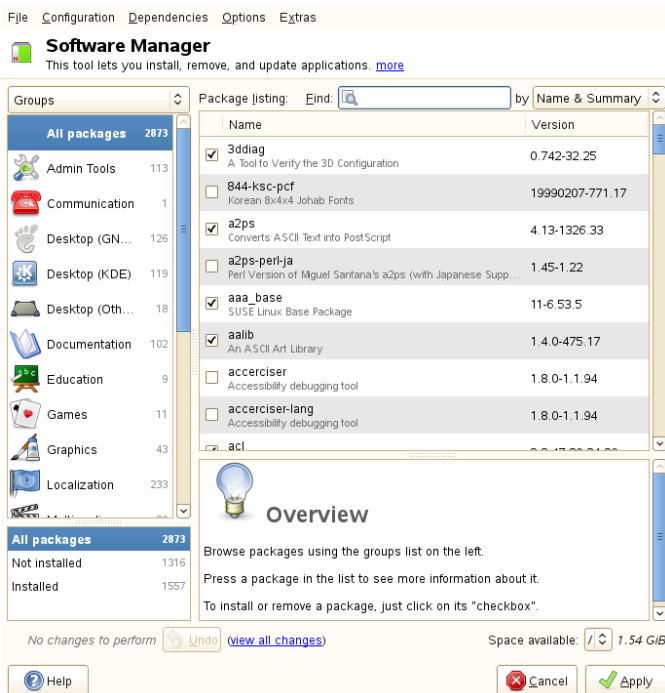 File Configuration Dependencies Options Extras
Software Manager
This tool lets you install, remove, and update applications. more
Groups
Package listing: Find: by Name & Summary
All packages 2873
Admin Tools 113
Communication 1
Desktop (GN... 126
Desktop (KDE) 119
Desktop (Oth... 18
Documentation 102
Education 9
Games 11
Graphics 43
Localization 233
Name Version
3ddiag 0.742-32.25
A Tool to Verify the 3D Configuration
844-ksc-pcf 19990207-771.17
Korean 8x4x4 Johab Fonts
a2ps 4.13-1326.33
Converts ASCII Text into PostScript
a2ps-perl-ja 1.45-1.22
Perl Version of Miguel Santana's a2ps (with Japanese Supp...
aaa_base 11-6.53.5
SUSE Linux Base Package
aalib 1.4.0-475.17
An ASCII Art Library
accerciser 1.8.0-1.1.94
Accessibility debugging tool
accerciser-lang 1.8.0-1.1.94
Accessibility debugging tool
acl
All packages 2873
Not installed 1316
Installed 1557
Overview
Browse packages using the groups list on the left.
Press a package in the list to see more information about it.
To install or remove a package, just click on its "checkbox".
No changes to perform Undo (view all changes)
Space available: / 1.54 GiB
Help Cancel Apply